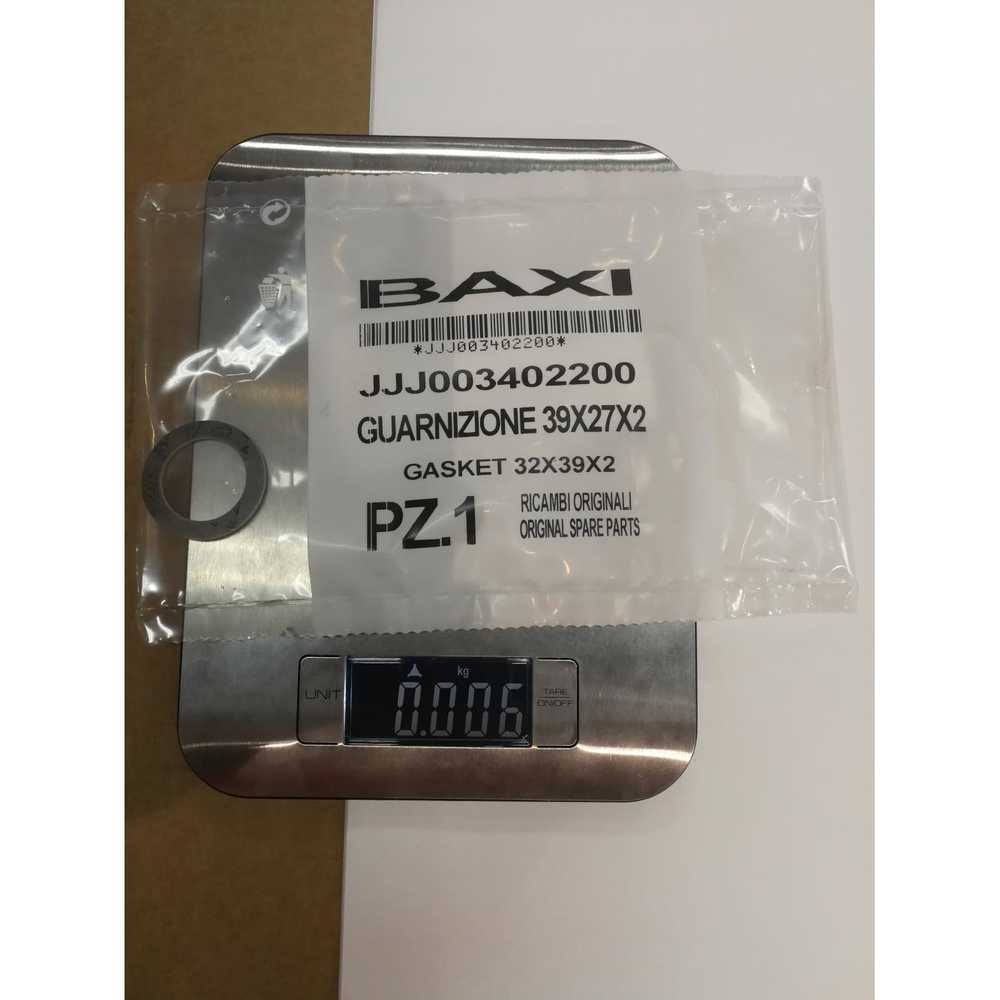 BAXI
*JJJ003402200*
JJJ003402200
GUARNIZIONE 39X27X2
GASKET 32X39X2
PZ.1
RICAMBI ORIGINALI
ORIGINAL SPARE PARTS
UNIT
kg
0.006
TARE
ON/OFF